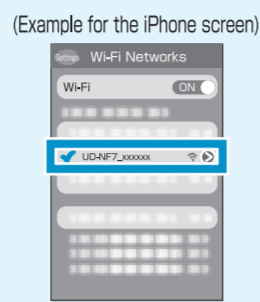 (Example for the iPhone screen)
Settings Wi-Fi Networks
Wi-Fi ON
UD-NF7_xxxxxx